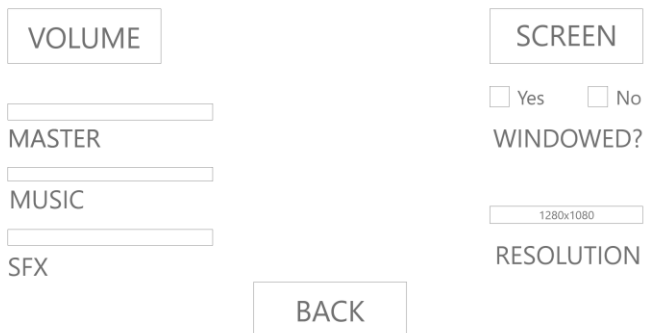 VOLUME
MASTER
MUSIC
SFX
SCREEN
Yes No
WINDOWED?
1280x1080
RESOLUTION
BACK